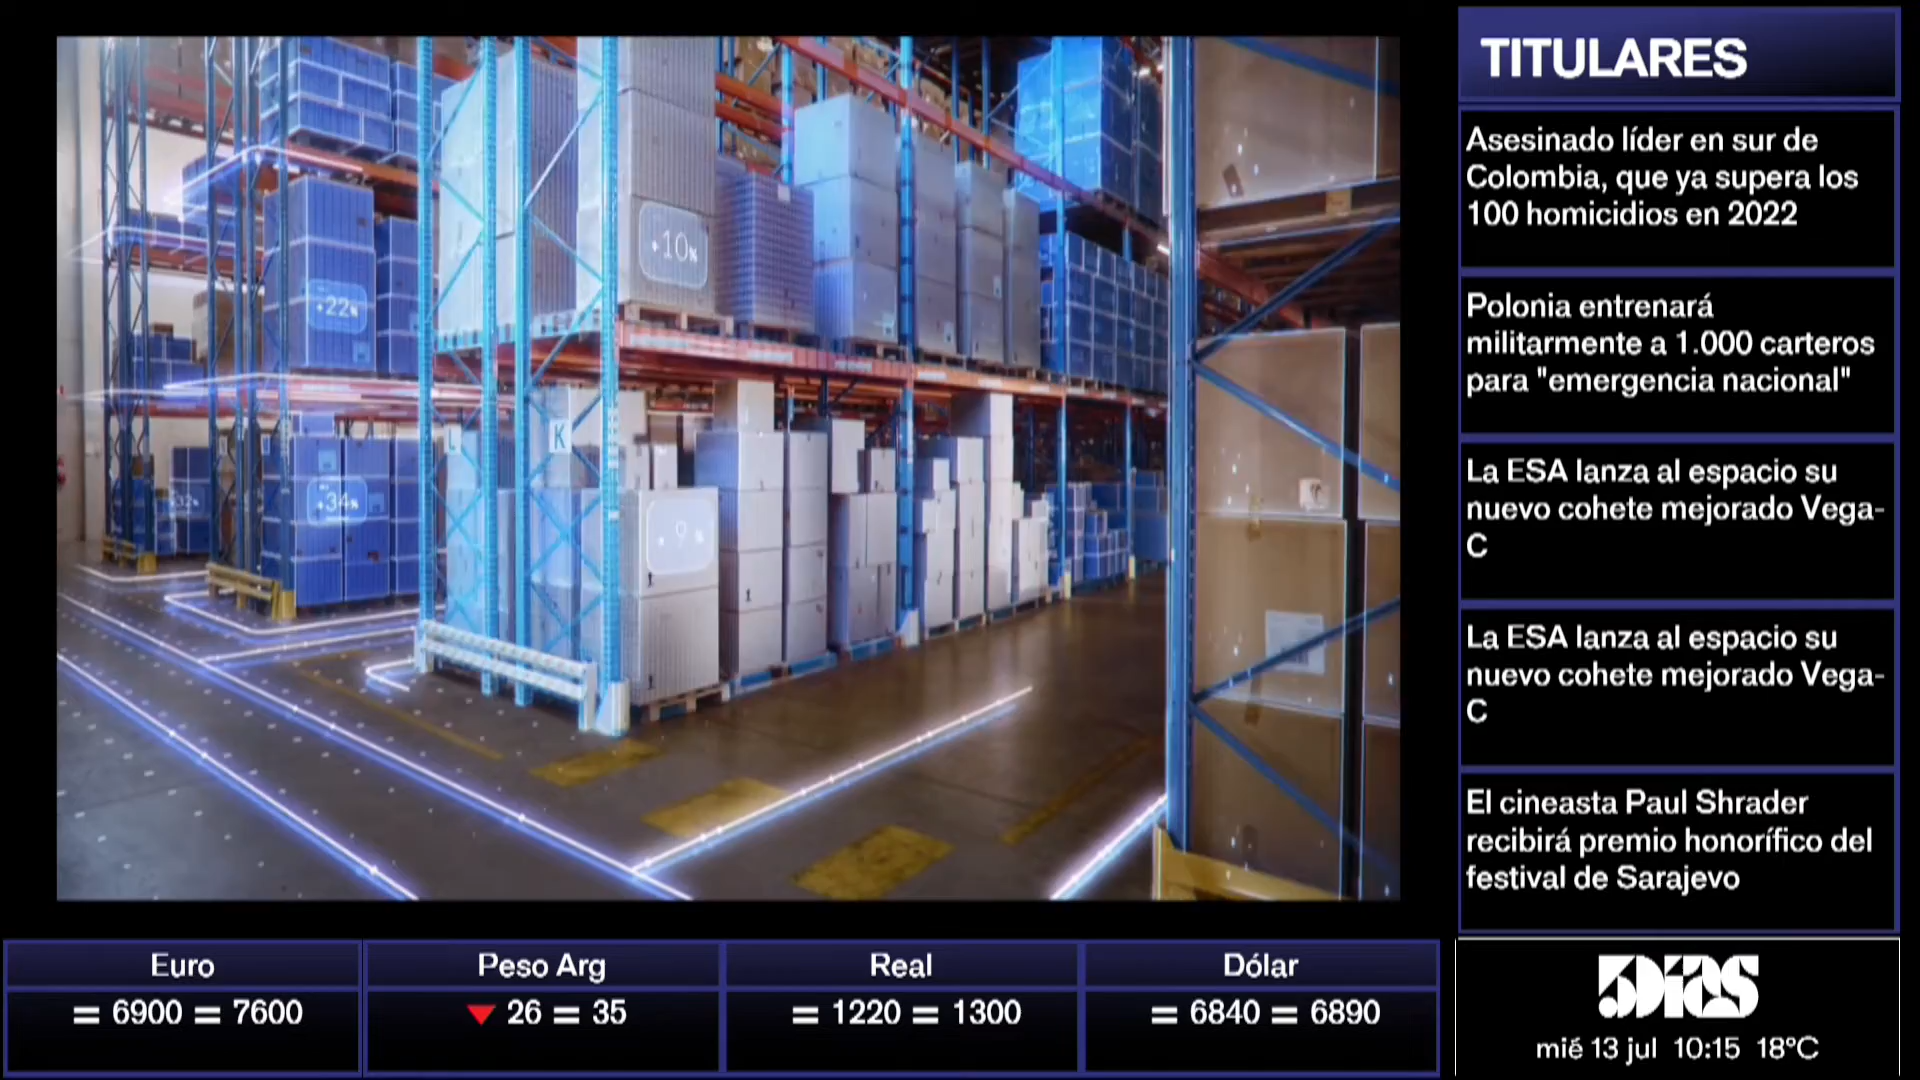 +10%
+22%
L
K
+34%
32%
TITULARES
Asesinado líder en sur de
Colombia, que ya supera los
100 homicidios en 2022
Polonia entrenará
militarmente a 1.000 carteros
para "emergencia nacional"
La ESA lanza al espacio su
nuevo cohete mejorado Vega-
C
La ESA lanza al espacio su
nuevo cohete mejorado Vega-
C
El cineasta Paul Shrader
recibirá premio honorífico del
festival de Sarajevo
Euro
= 6900 = 7600
Peso Arg
▼ 26 = 35
Real
= 1220 = 1300
Dólar
= 6840 = 6890
5Días
mié 13 jul 10:15 18°C